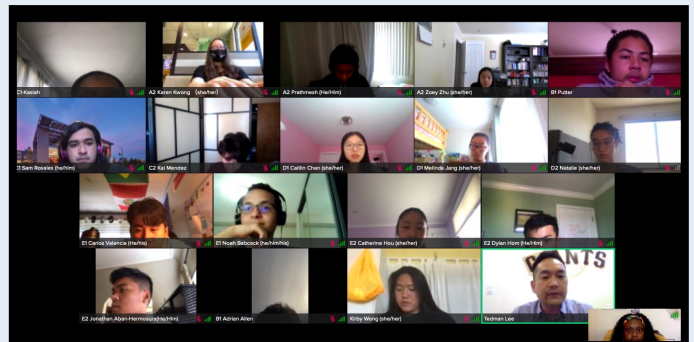 C1-Kasiah
A2 Karen Kwong (she/her)
A2 Prathmesh (He/Him)
A2 Zoey Zhu (she/her)
B1 Putter
C1 Sam Rosales (he/him)
C2 Kai Mendez
D1 Caitlin Chan (she/her)
D1 Melinda Jang (she/her)
D2 Natalie (she/her)
E1 Carlos Valencia (He/his)
E1 Noah Babcock (he/him/his)
E2 Catherine Hou (she/her)
E2 Dylan Hom (He/Him)
E2 Jonathan Aban-Hermosura(He/Him)
B1 Adrian Allen
Kirby Wong (she/her)
Tedman Lee